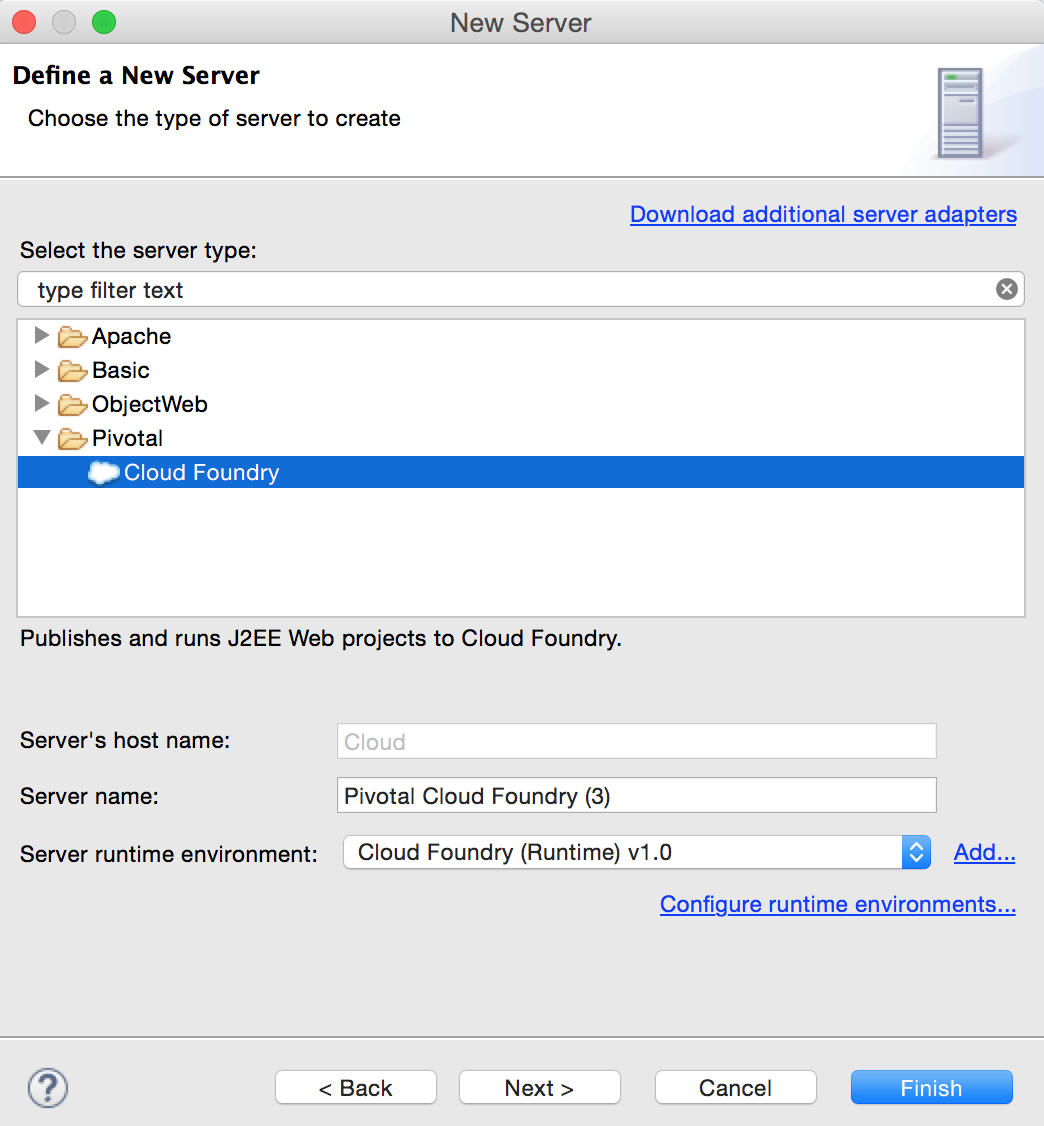 New Server
Define a New Server
Choose the type of server to create
Download additional server adapters
Select the server type:
type filter text
Apache
Basic
ObjectWeb
Pivotal
Cloud Foundry
Publishes and runs J2EE Web projects to Cloud Foundry.
Server's host name: Cloud
Server name: Pivotal Cloud Foundry (3)
Server runtime environment: Cloud Foundry (Runtime) v1.0 Add...
Configure runtime environments...
? < Back Next > Cancel Finish